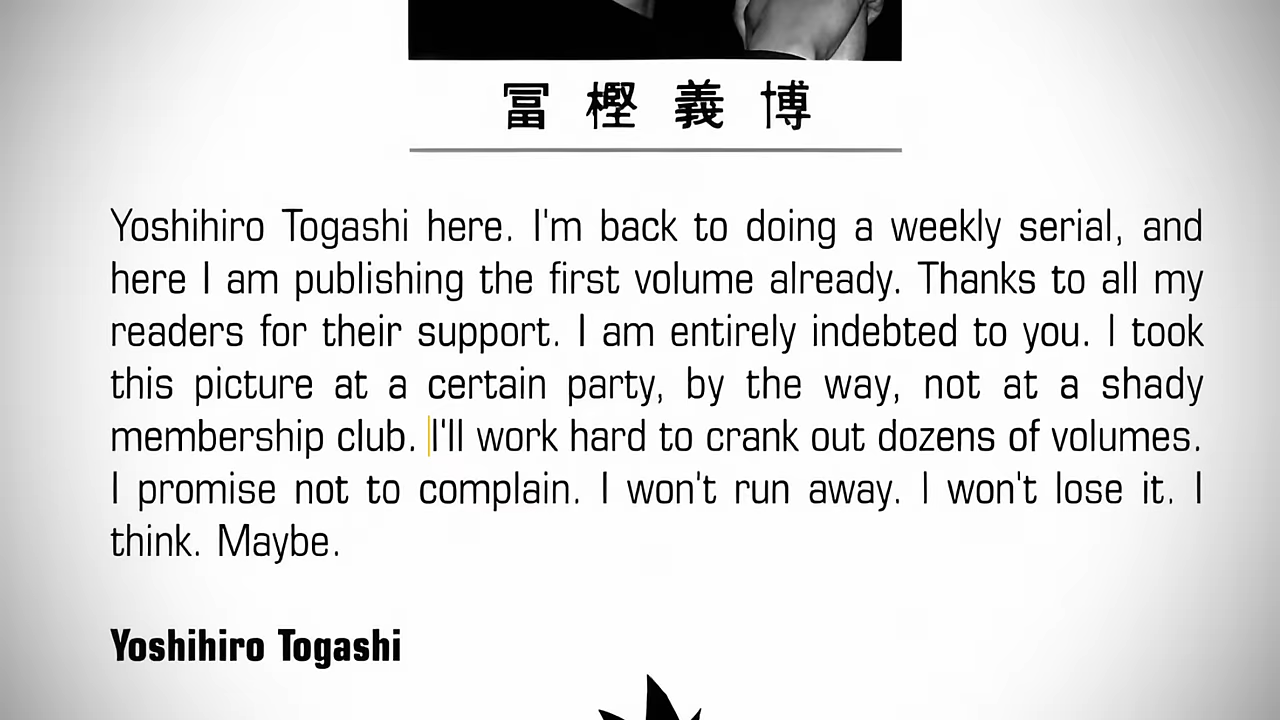 冨樫義博
Yoshihiro Togashi here. I'm back to doing a weekly serial, and
here I am publishing the first volume already. Thanks to all my
readers for their support. I am entirely indebted to you. I took
this picture at a certain party, by the way, not at a shady
membership club. I'll work hard to crank out dozens of volumes.
I promise not to complain. I won't run away. I won't lose it. I
think. Maybe.
Yoshihiro Togashi